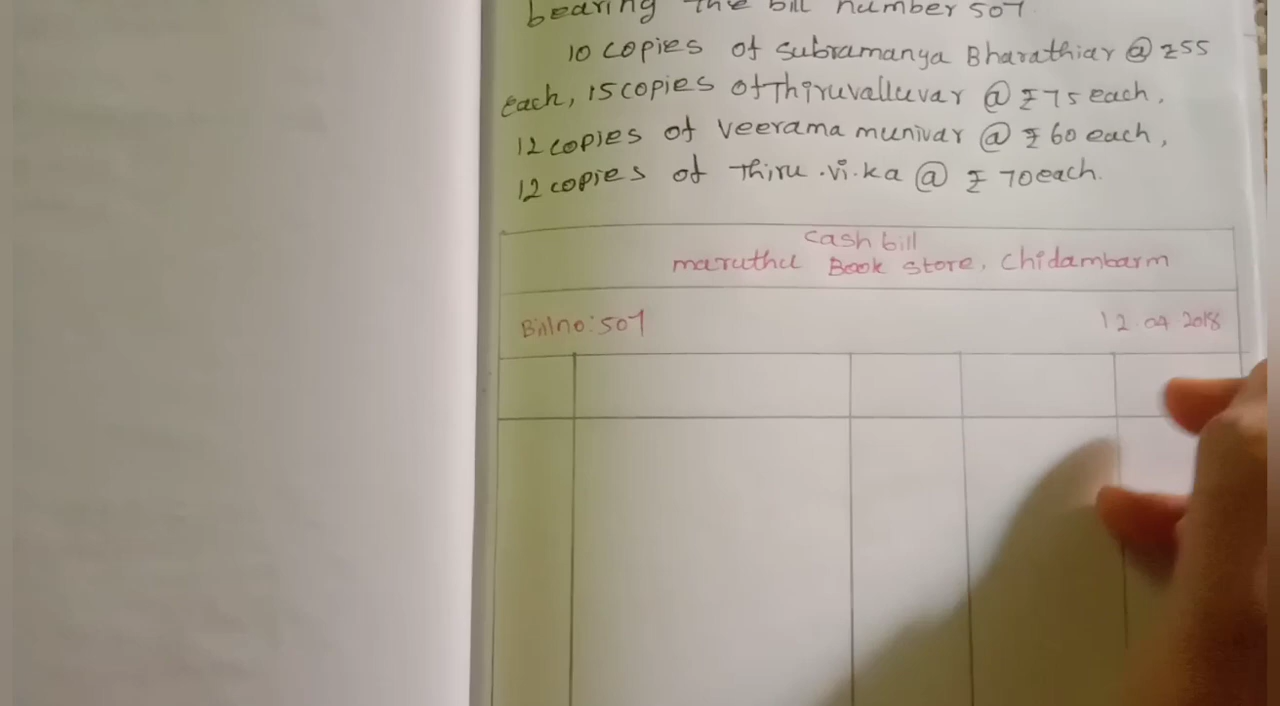 bearing the bill number 507
10 copies of subramanya Bharathiar @ ₹55
each, 15 copies of Thiruvalluvar @ ₹75 each,
12 copies of veerama munivar @ ₹60 each,
12 copies of Thiru.vi.ka @ ₹70 each.
cash bill
maruthu Book store, chidambarm
Billno:507
12.04.2018